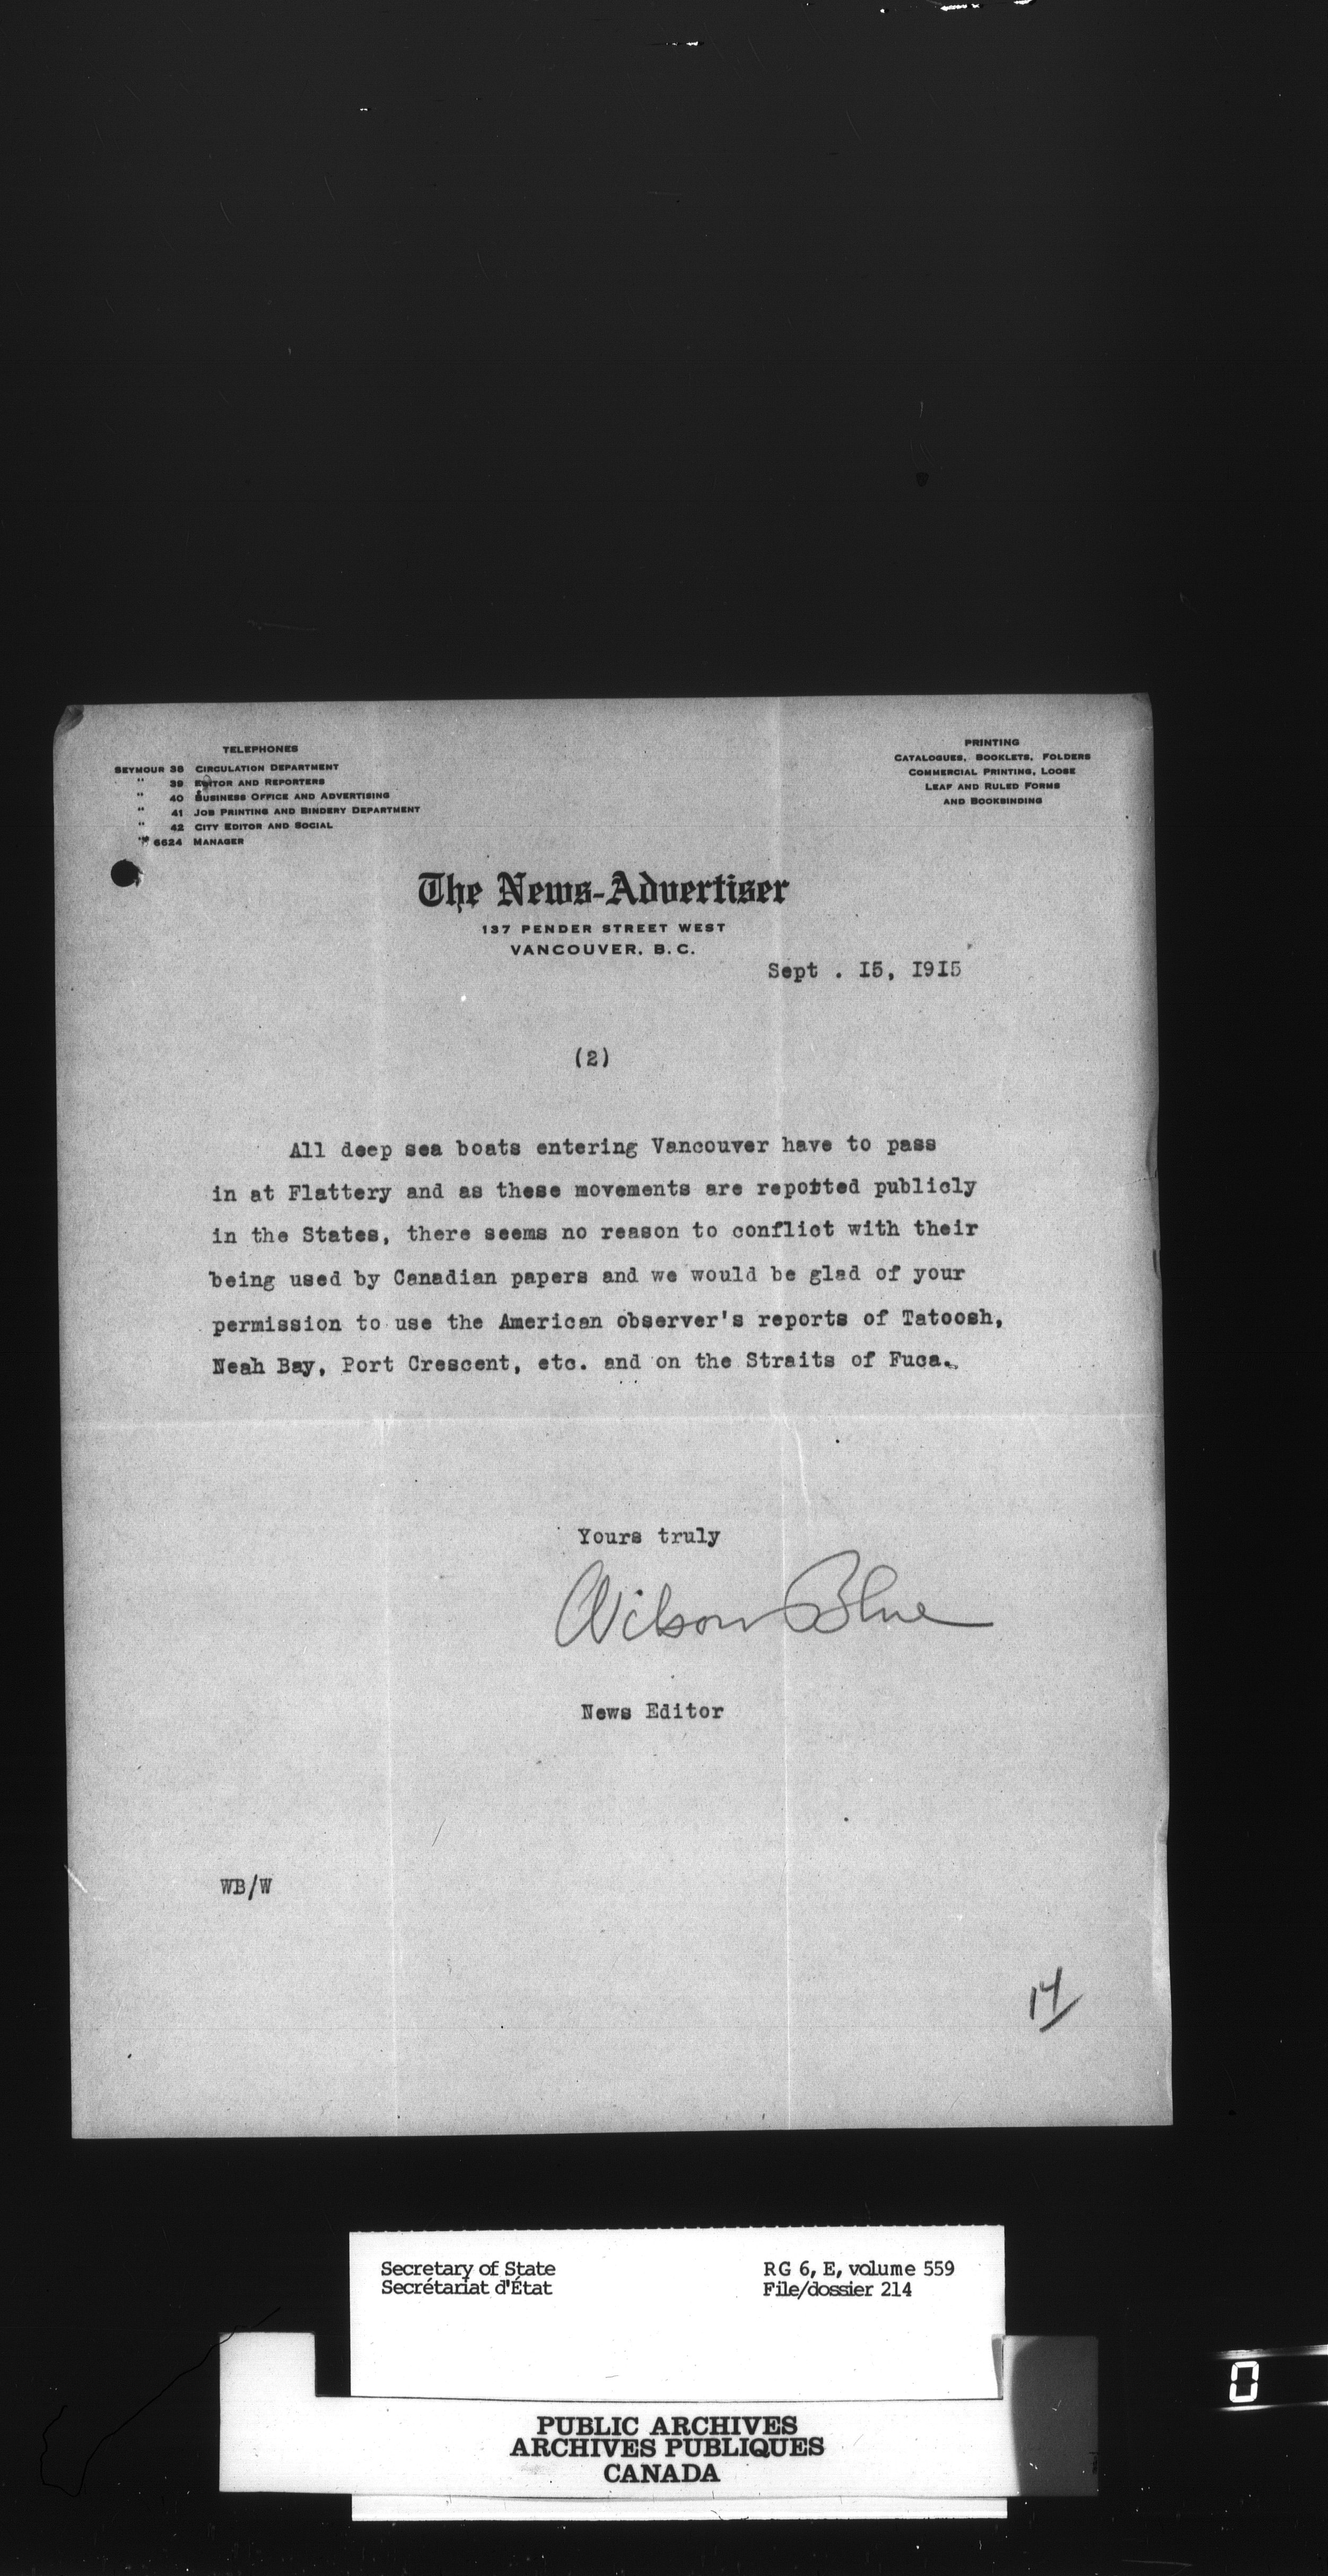 TELEPHONES
SEYMOUR 38 CIRCULATION DEPARTMENT
" 39 EDITOR AND REPORTERS
" 40 BUSINESS OFFICE AND ADVERTISING
" 41 JOB PRINTING AND BINDERY DEPARTMENT
" 42 CITY EDITOR AND SOCIAL
" 6624 MANAGER
PRINTING
CATALOGUES, BOOKLETS, FOLDERS
COMMERCIAL PRINTING, LOOSE
LEAF AND RULED FORMS
AND BOOKBINDING
The News-Advertiser
137 PENDER STREET WEST
VANCOUVER, B.C.
Sept . I5, I9I5
(2)
All deep sea boats entering Vancouver have to pass
in at Flattery and as these movements are reported publicly
in the States, there seems no reason to conflict with their
being used by Canadian papers and we would be glad of your
permission to use the American observer's reports of Tatoosh,
Neah Bay, Port Crescent, etc. and on the Straits of Fuca.
Yours truly
Wilson Blue
News Editor
WB/W
17
Secretary of State
Secrétariat d'État
RG 6, E, volume 559
File/dossier 214
PUBLIC ARCHIVES
ARCHIVES PUBLIQUES
CANADA
0